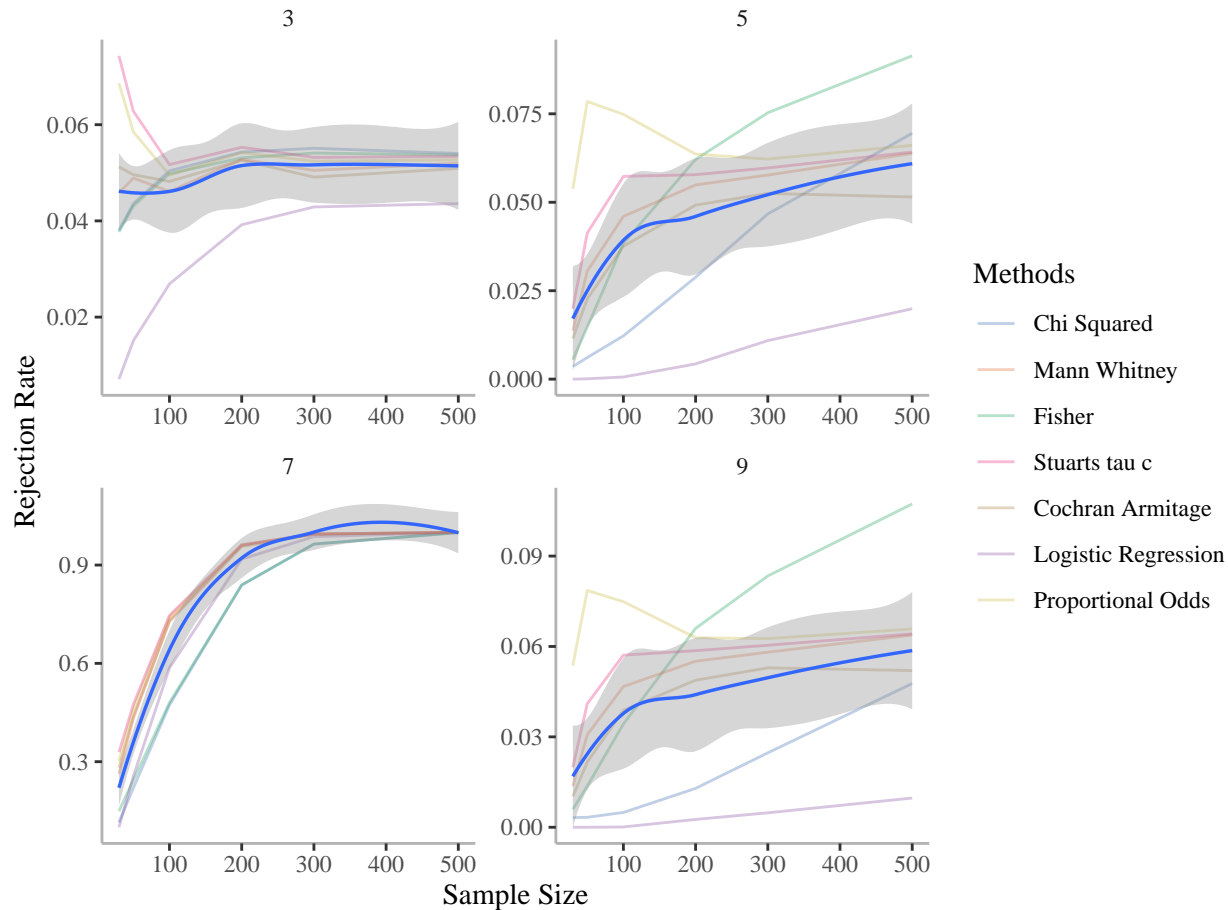 3
5
0.06
0.04
0.02
100 200 300 400 500
0.075
0.050
0.025
0.000
100 200 300 400 500
7
9
0.9
0.6
0.3
100 200 300 400 500
0.09
0.06
0.03
0.00
100 200 300 400 500
Rejection Rate
Sample Size
Methods
Chi Squared
Mann Whitney
Fisher
Stuarts tau c
Cochran Armitage
Logistic Regression
Proportional Odds